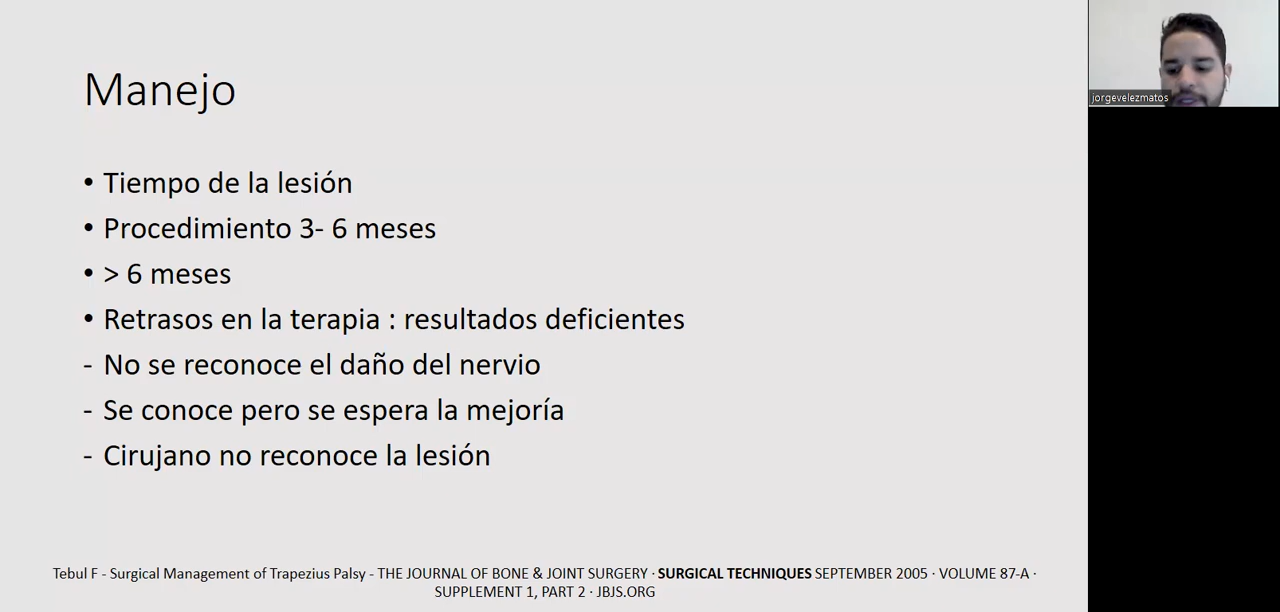 Manejo
• Tiempo de la lesión
• Procedimiento 3- 6 meses
• > 6 meses
• Retrasos en la terapia : resultados deficientes
- No se reconoce el daño del nervio
- Se conoce pero se espera la mejoría
- Cirujano no reconoce la lesión
Tebul F - Surgical Management of Trapezius Palsy - THE JOURNAL OF BONE & JOINT SURGERY · SURGICAL TECHNIQUES SEPTEMBER 2005 · VOLUME 87-A ·
SUPPLEMENT 1, PART 2 · JBJS.ORG
jorgevelezmatos